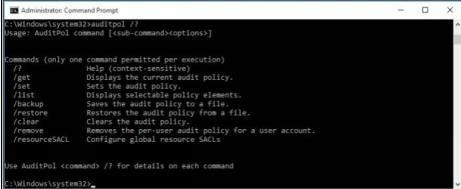 Administrator: Command Prompt
C:\Windows\system32>auditpol /?
Usage: AuditPol command [<sub-command><options>]
Commands (only one command permitted per execution)
/? Help (context-sensitive)
/get Displays the current audit policy.
/set Sets the audit policy.
/list Displays selectable policy elements.
/backup Saves the audit policy to a file.
/restore Restores the audit policy from a file.
/clear Clears the audit policy.
/remove Removes the per-user audit policy for a user account.
/resourceSACL Configure global resource SACLs
Use AuditPol <command> /? for details on each command
C:\Windows\system32>_